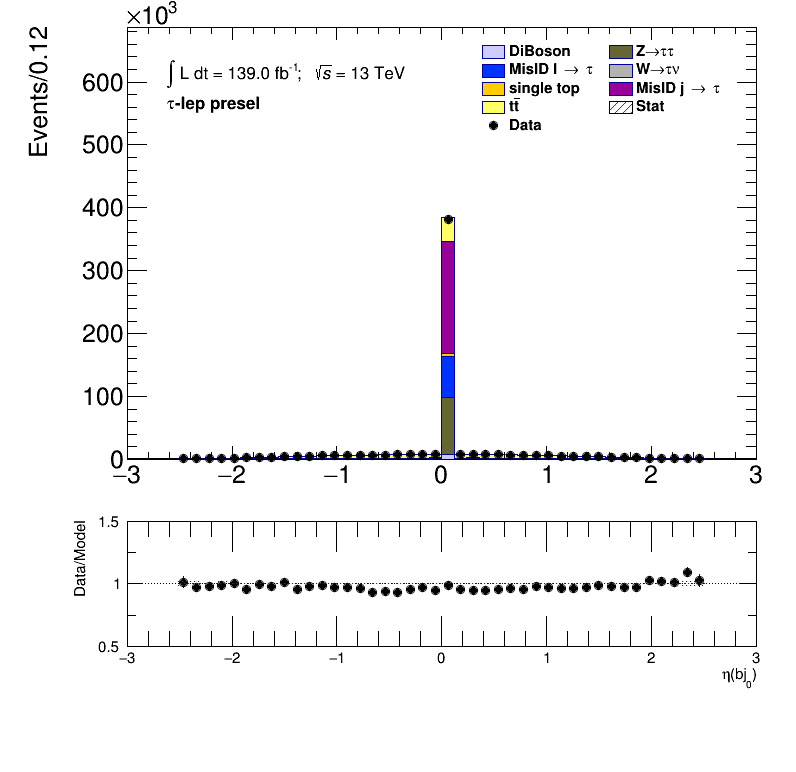 ×10³
Events/0.12
600
500
400
300
200
100
0
∫ L dt = 139.0 fb⁻¹; √s = 13 TeV
τ-lep presel
DiBoson
MisID l → τ
single top
tt̄
Data
Z→ττ
W→τν
MisID j → τ
Stat
−3 −2 −1 0 1 2 3
Data/Model
1.5
1
0.5
−3 −2 −1 0 1 2 3
η(bj₀)